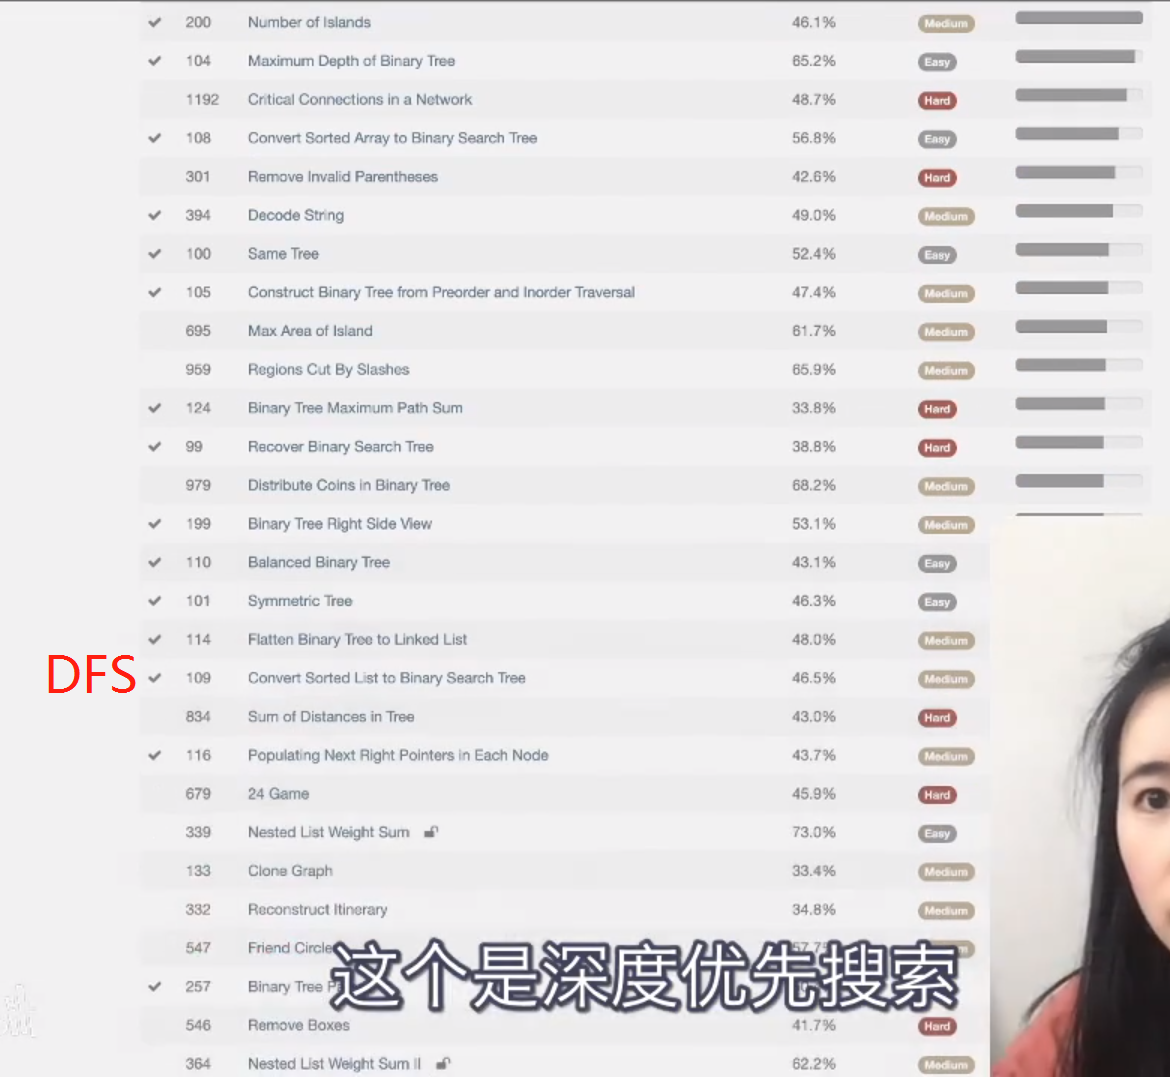 200 Number of Islands 46.1% Medium
104 Maximum Depth of Binary Tree 65.2% Easy
1192 Critical Connections in a Network 48.7% Hard
108 Convert Sorted Array to Binary Search Tree 56.8% Easy
301 Remove Invalid Parentheses 42.6% Hard
394 Decode String 49.0% Medium
100 Same Tree 52.4% Easy
105 Construct Binary Tree from Preorder and Inorder Traversal 47.4% Medium
695 Max Area of Island 61.7% Medium
959 Regions Cut By Slashes 65.9% Medium
124 Binary Tree Maximum Path Sum 33.8% Hard
99 Recover Binary Search Tree 38.8% Hard
979 Distribute Coins in Binary Tree 68.2% Medium
199 Binary Tree Right Side View 53.1% Medium
110 Balanced Binary Tree 43.1% Easy
101 Symmetric Tree 46.3% Easy
114 Flatten Binary Tree to Linked List 48.0% Medium
DFS
109 Convert Sorted List to Binary Search Tree 46.5% Medium
834 Sum of Distances in Tree 43.0% Hard
116 Populating Next Right Pointers in Each Node 43.7% Medium
679 24 Game 45.9% Hard
339 Nested List Weight Sum 73.0% Easy
133 Clone Graph 33.4% Medium
332 Reconstruct Itinerary 34.8% Medium
547 Friend Circle
这个是深度优先搜索
257 Binary Tree
546 Remove Boxes 41.7% Hard
364 Nested List Weight Sum II 62.2% Medium